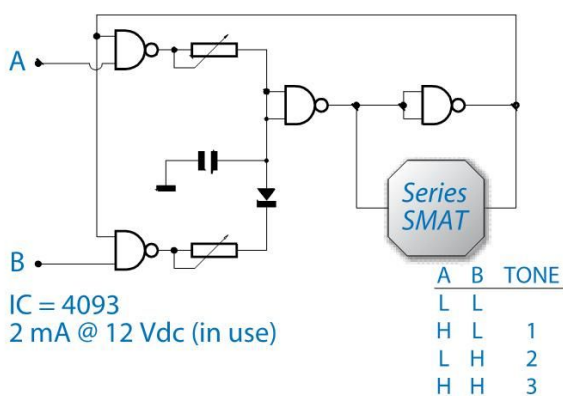 A
B
Series
SMAT
IC = 4093
2 mA @ 12 Vdc (in use)
A B TONE
L L
H L 1
L H 2
H H 3